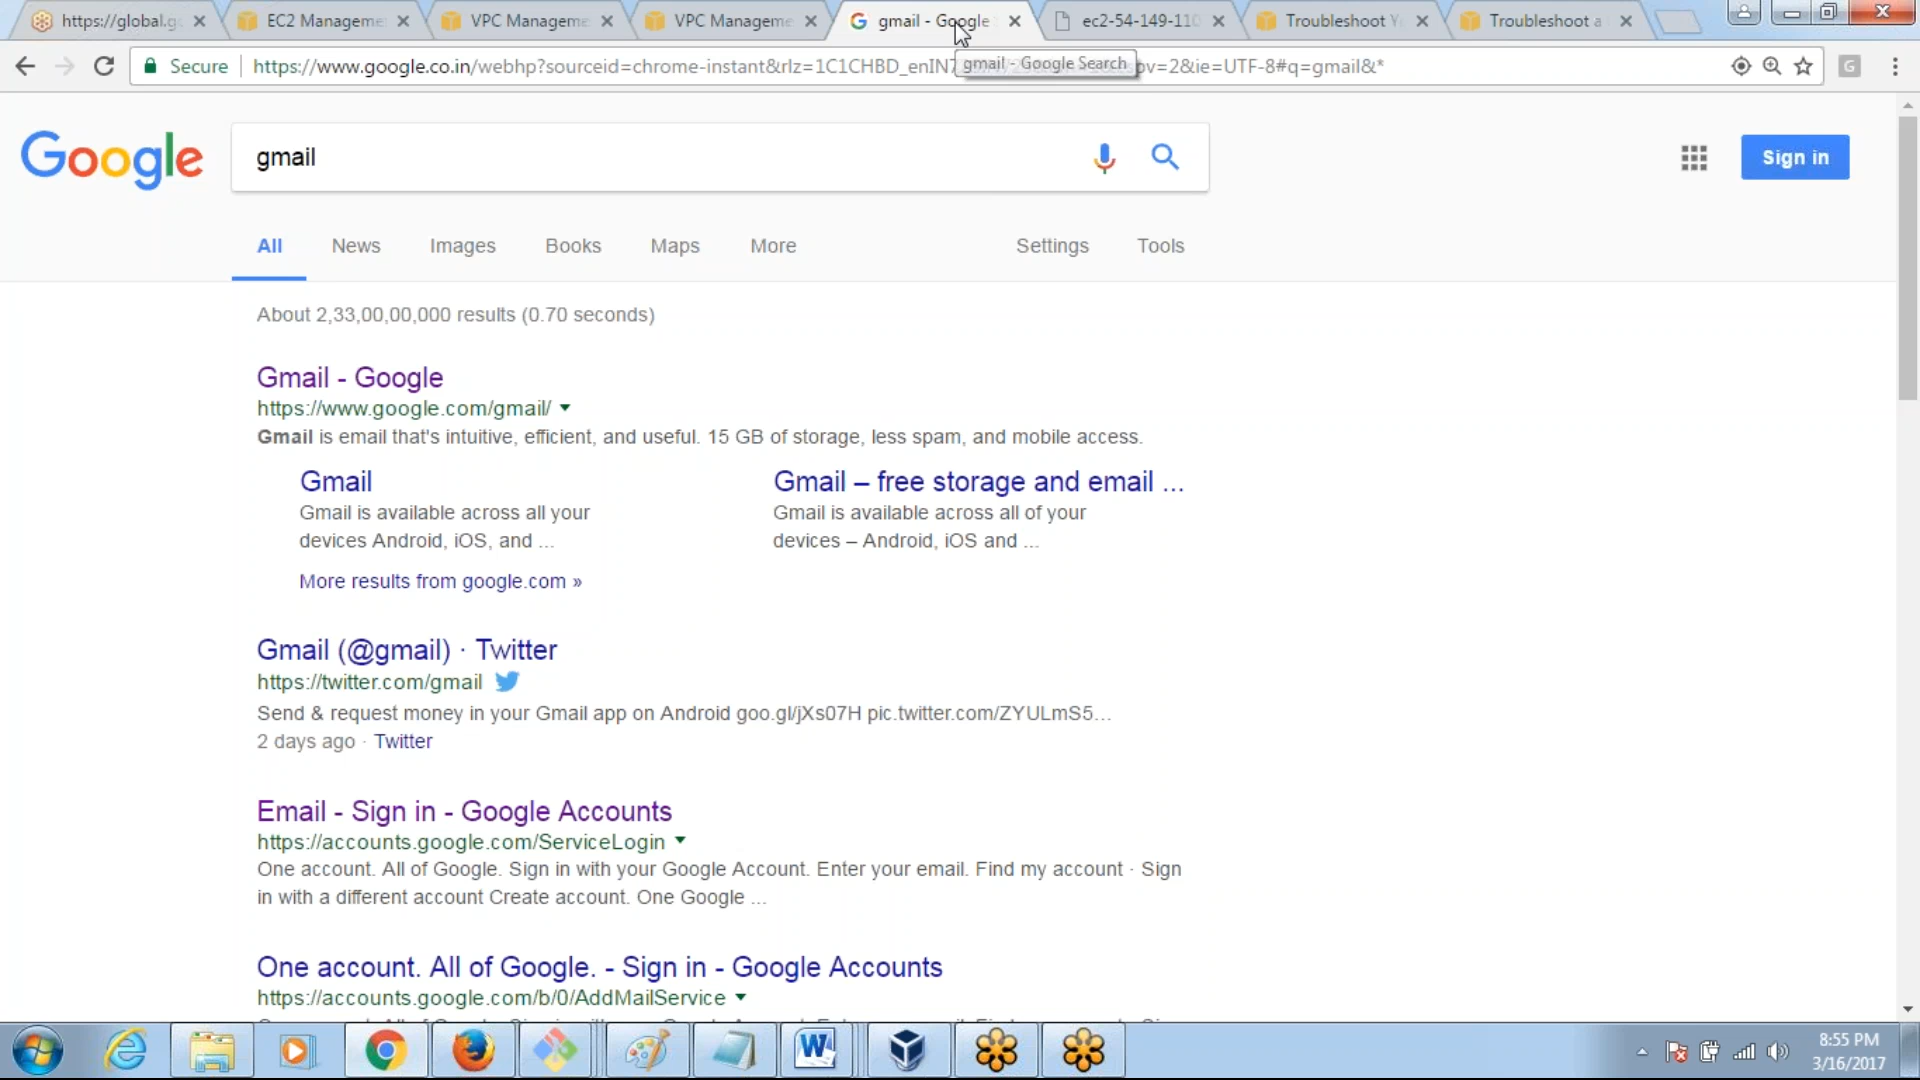 https://global.g
EC2 Manageme
VPC Manageme
VPC Manageme
gmail - Google
ec2-54-149-110
Troubleshoot Y
Troubleshoot a
Secure
https://www.google.co.in/webhp?sourceid=chrome-instant&rlz=1C1CHBD_enIN7
pv=2&ie=UTF-8#q=gmail&*
gmail - Google Search
G
Google
gmail
Sign in
All
News
Images
Books
Maps
More
Settings
Tools
About 2,33,00,00,000 results (0.70 seconds)
Gmail - Google
https://www.google.com/gmail/
Gmail is email that's intuitive, efficient, and useful. 15 GB of storage, less spam, and mobile access.
Gmail
Gmail is available across all your
devices Android, iOS, and ...
More results from google.com »
Gmail – free storage and email ...
Gmail is available across all of your
devices – Android, iOS and ...
Gmail (@gmail) · Twitter
https://twitter.com/gmail
Send & request money in your Gmail app on Android goo.gl/jXs07H pic.twitter.com/ZYULmS5...
2 days ago · Twitter
Email - Sign in - Google Accounts
https://accounts.google.com/ServiceLogin
One account. All of Google. Sign in with your Google Account. Enter your email. Find my account · Sign
in with a different account Create account. One Google ...
One account. All of Google. - Sign in - Google Accounts
https://accounts.google.com/b/0/AddMailService
8:55 PM
3/16/2017